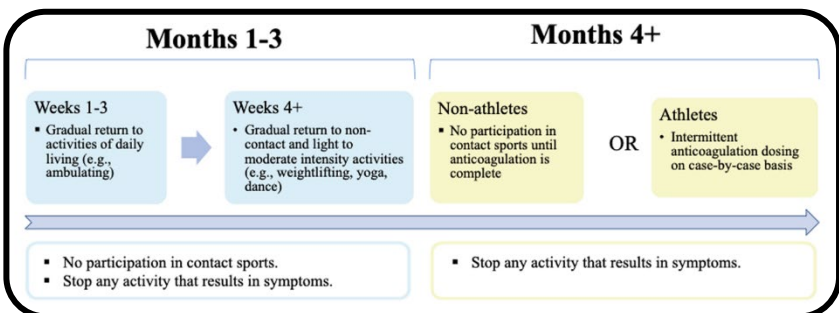 Months 1-3
Months 4+
Weeks 1-3
▪ Gradual return to
activities of daily
living (e.g.,
ambulating)
Weeks 4+
• Gradual return to non-
contact and light to
moderate intensity activities
(e.g., weightlifting, yoga,
dance)
Non-athletes
▪ No participation in
contact sports until
anticoagulation is
complete
OR
Athletes
• Intermittent
anticoagulation dosing
on case-by-case basis
▪ No participation in contact sports.
▪ Stop any activity that results in symptoms.
▪ Stop any activity that results in symptoms.